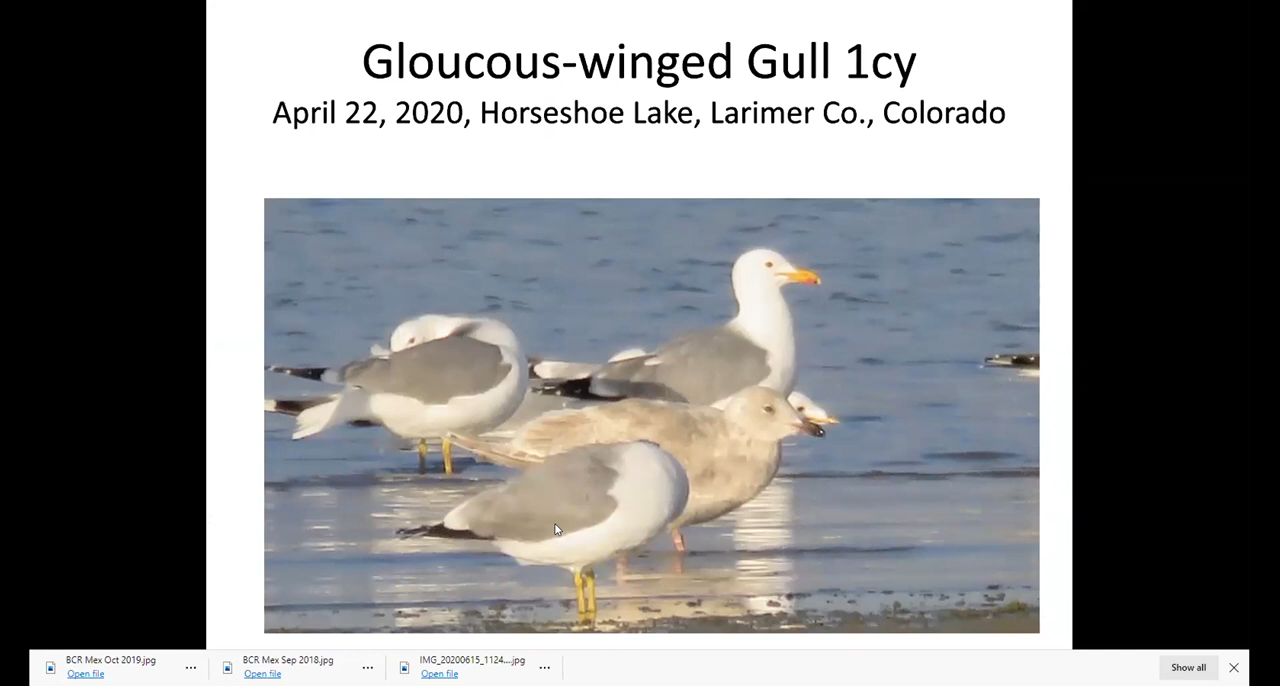 Gloucous-winged Gull 1cy
April 22, 2020, Horseshoe Lake, Larimer Co., Colorado
BCR Mex Oct 2019.jpg
Open file
BCR Mex Sep 2018.jpg
Open file
IMG_20200615_1124....jpg
Open file
Show all